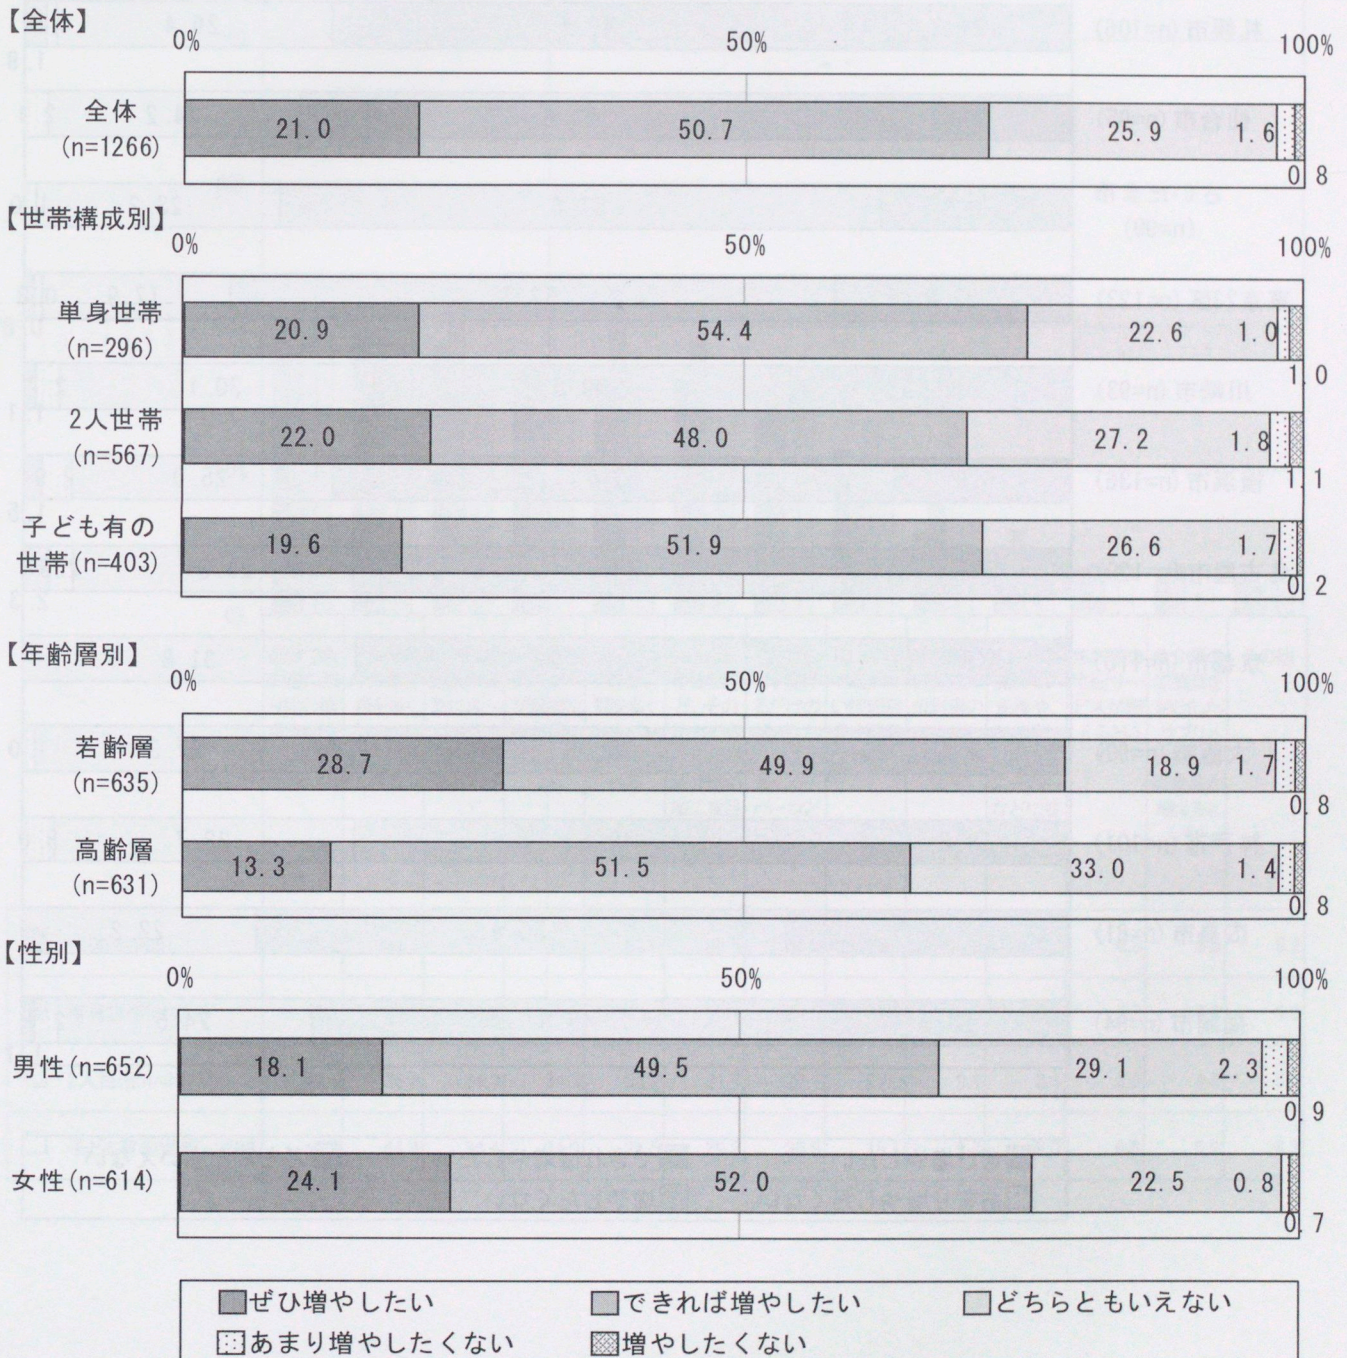 【全体】
0% 50% 100%
全体 21.0 50.7 25.9 1.6
(n=1266) 0.8
【世帯構成別】
0% 50% 100%
単身世帯 20.9 54.4 22.6 1.0
(n=296) 1.0
2人世帯 22.0 48.0 27.2 1.8
(n=567) 1.1
子ども有の 19.6 51.9 26.6 1.7
世帯(n=403) 0.2
【年齢層別】
0% 50% 100%
若齢層 28.7 49.9 18.9 1.7
(n=635) 0.8
高齢層 13.3 51.5 33.0 1.4
(n=631) 0.8
【性別】
0% 50% 100%
男性(n=652) 18.1 49.5 29.1 2.3
0.9
女性(n=614) 24.1 52.0 22.5 0.8
0.7
ぜひ増やしたい できれば増やしたい どちらともいえない
あまり増やしたくない 増やしたくない